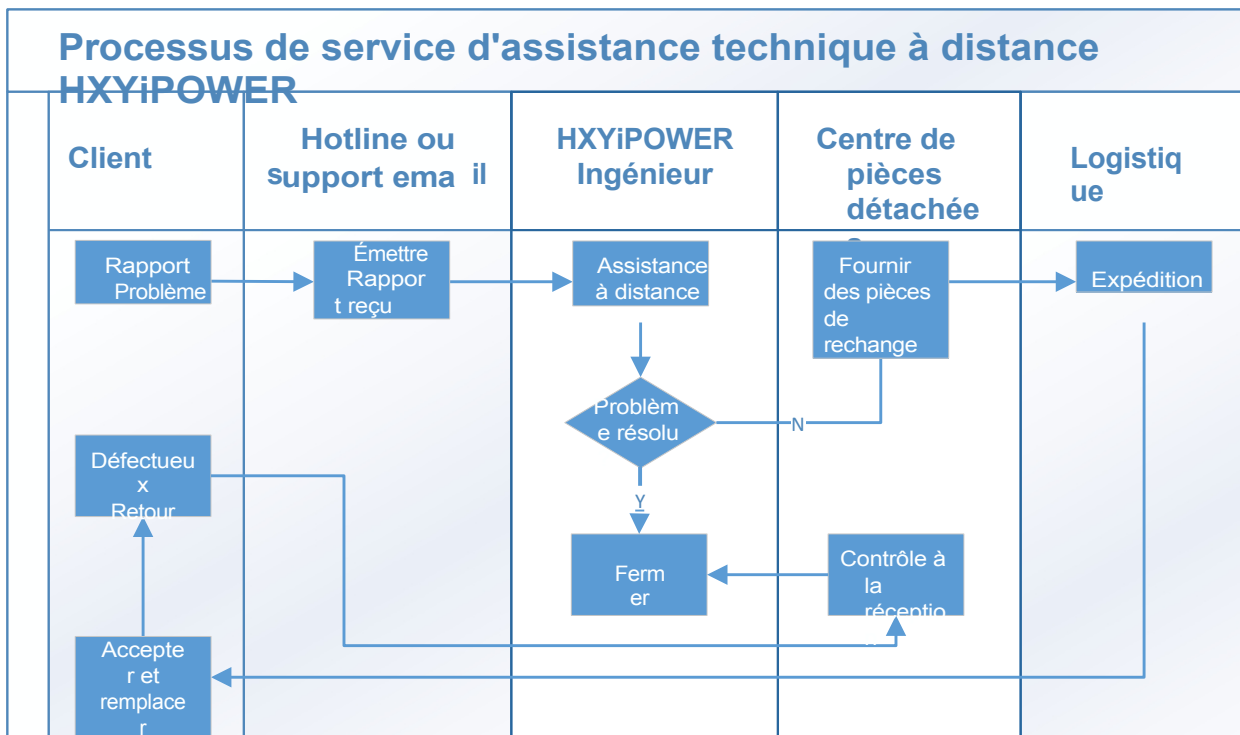 Processus de service d'assistance technique à distance
HXYiPOWER
Client
Hotline ou
support ema il
HXYiPOWER
Ingénieur
Centre de
pièces
détachée
Logistiq
ue
Rapport
Problème
Émettre
Rappor
t reçu
Assistance
à distance
Fournir
des pièces
de
rechange
Expédition
Problèm
e résolu
N
Défectueu
x
Retour
Y
Ferm
er
Contrôle à
la
réceptio
Accepte
r et
remplace
r